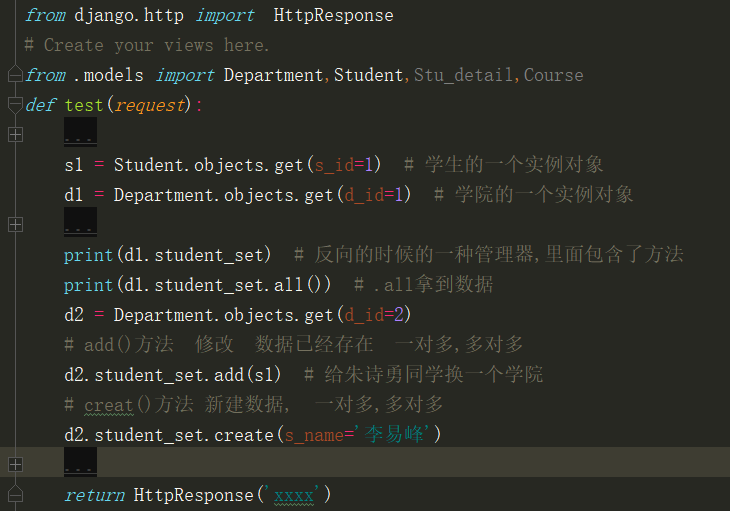 from django.http import  HttpResponse
# Create your views here.
from .models import Department,Student,Stu_detail,Course
def test(request):
...
s1 = Student.objects.get(s_id=1)  # 学生的一个实例对象
d1 = Department.objects.get(d_id=1)  # 学院的一个实例对象
...
print(d1.student_set)  # 反向的时候的一种管理器,里面包含了方法
print(d1.student_set.all())  # .all拿到数据
d2 = Department.objects.get(d_id=2)
# add()方法  修改  数据已经存在  一对多,多对多
d2.student_set.add(s1)  # 给朱诗勇同学换一个学院
# creat()方法 新建数据,  一对多,多对多
d2.student_set.create(s_name='李易峰')
...
return HttpResponse('xxxx')